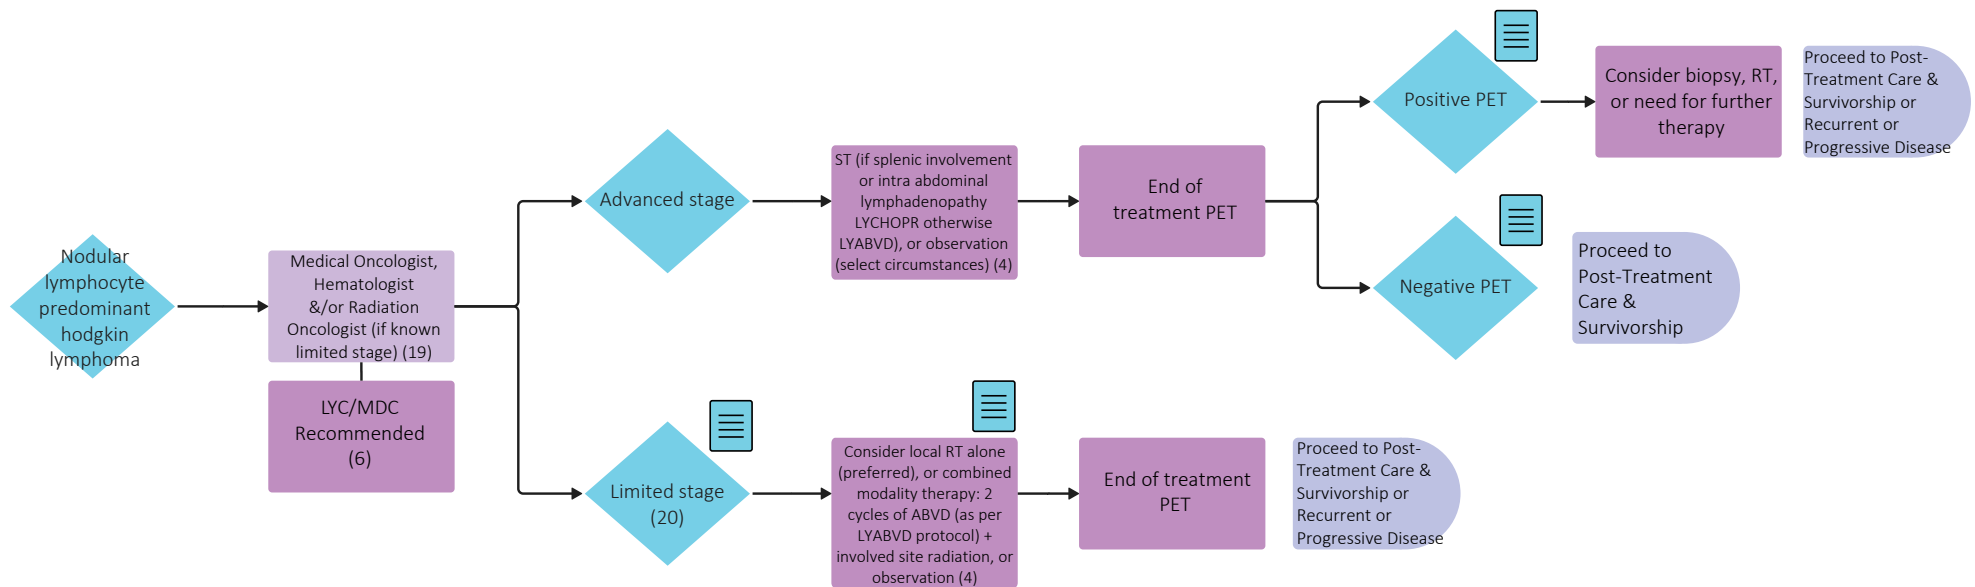 Nodular
lymphocyte
predominant
hodgkin
lymphoma
Medical Oncologist,
Hematologist
&/or Radiation
Oncologist (if known
limited stage) (19)
LYC/MDC
Recommended
(6)
Advanced stage
ST (if splenic involvement
or intra abdominal
lymphadenopathy
LYCHOPR otherwise
LYABVD), or observation
(select circumstances) (4)
End of
treatment PET
Positive PET
Consider biopsy, RT,
or need for further
therapy
Proceed to Post-
Treatment Care &
Survivorship or
Recurrent or
Progressive Disease
Negative PET
Proceed to
Post-Treatment
Care &
Survivorship
Limited stage
(20)
Consider local RT alone
(preferred), or combined
modality therapy: 2
cycles of ABVD (as per
LYABVD protocol) +
involved site radiation, or
observation (4)
End of treatment
PET
Proceed to Post-
Treatment Care &
Survivorship or
Recurrent or
Progressive Disease